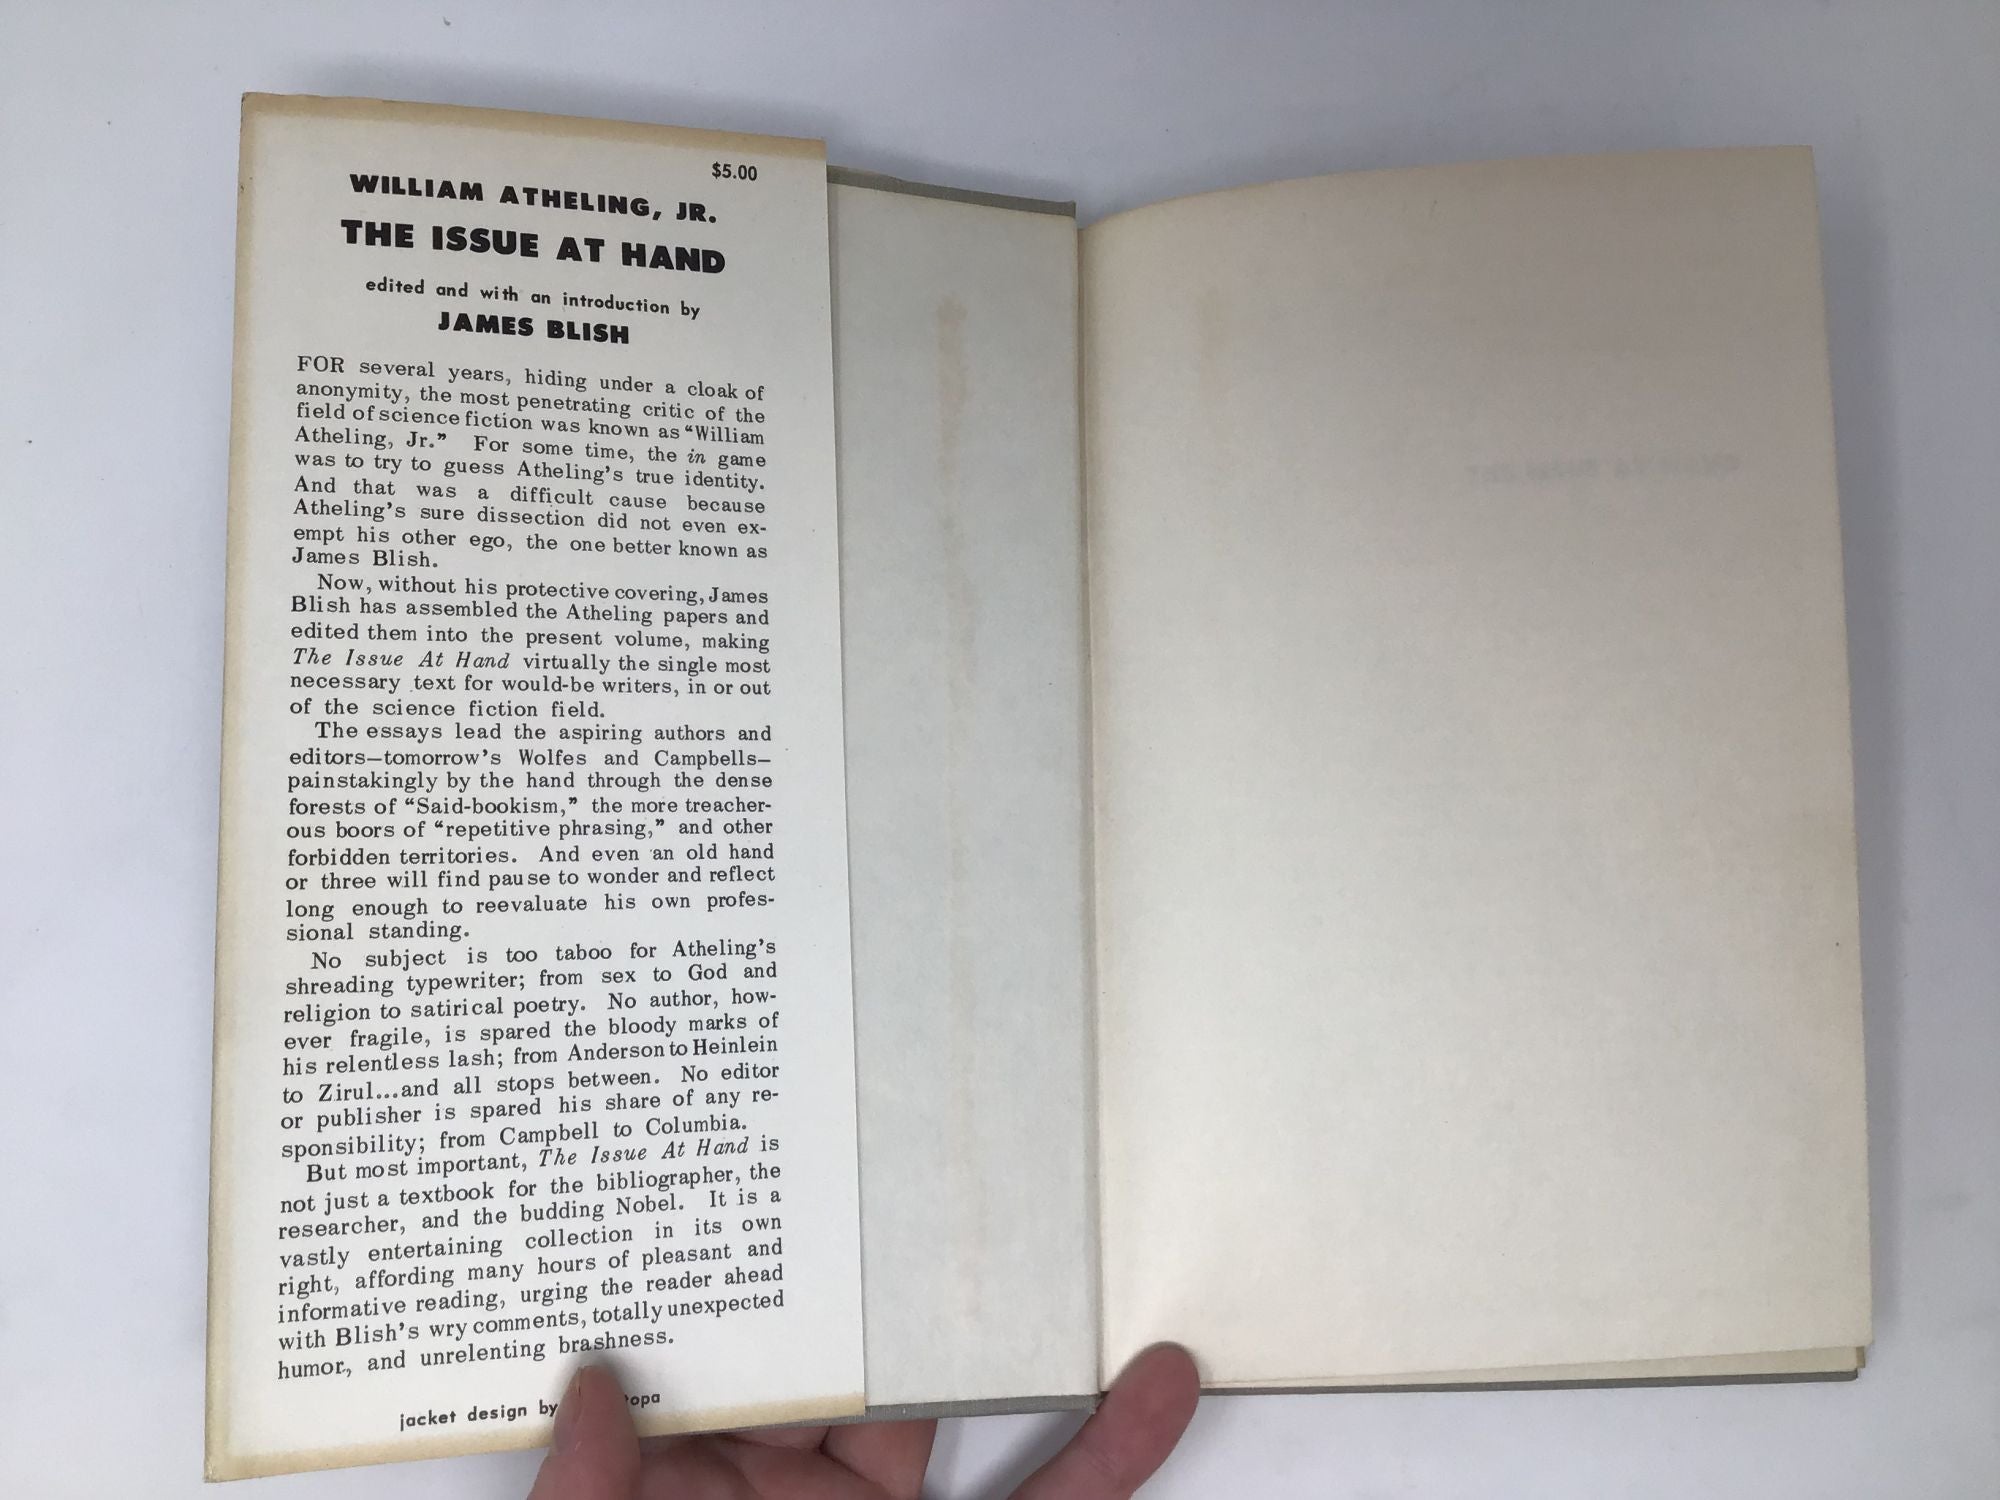 $5.00
WILLIAM ATHELING, JR.
THE ISSUE AT HAND
edited and with an introduction by
JAMES BLISH
FOR several years, hiding under a cloak of
anonymity, the most penetrating critic of the
field of science fiction was known as "William
Atheling, Jr." For some time, the in game
was to try to guess Atheling's true identity.
And that was a difficult cause because
Atheling's sure dissection did not even ex-
empt his other ego, the one better known as
James Blish.
Now, without his protective covering, James
Blish has assembled the Atheling papers and
edited them into the present volume, making
The Issue At Hand virtually the single most
necessary text for would-be writers, in or out
of the science fiction field.
The essays lead the aspiring authors and
editors—tomorrow's Wolfes and Campbells—
painstakingly by the hand through the dense
forests of "Said-bookism," the more treacher-
ous boors of "repetitive phrasing," and other
forbidden territories. And even an old hand
or three will find pause to wonder and reflect
long enough to reevaluate his own profes-
sional standing.
No subject is too taboo for Atheling's
shreading typewriter; from sex to God and
religion to satirical poetry. No author, how-
ever fragile, is spared the bloody marks of
his relentless lash; from Anderson to Heinlein
to Zirul...and all stops between. No editor
or publisher is spared his share of any re-
sponsibility; from Campbell to Columbia.
But most important, The Issue At Hand is
not just a textbook for the bibliographer, the
researcher, and the budding Nobel. It is a
vastly entertaining collection in its own
right, affording many hours of pleasant and
informative reading, urging the reader ahead
with Blish's wry comments, totally unexpected
humor, and unrelenting brashness.
jacket design by